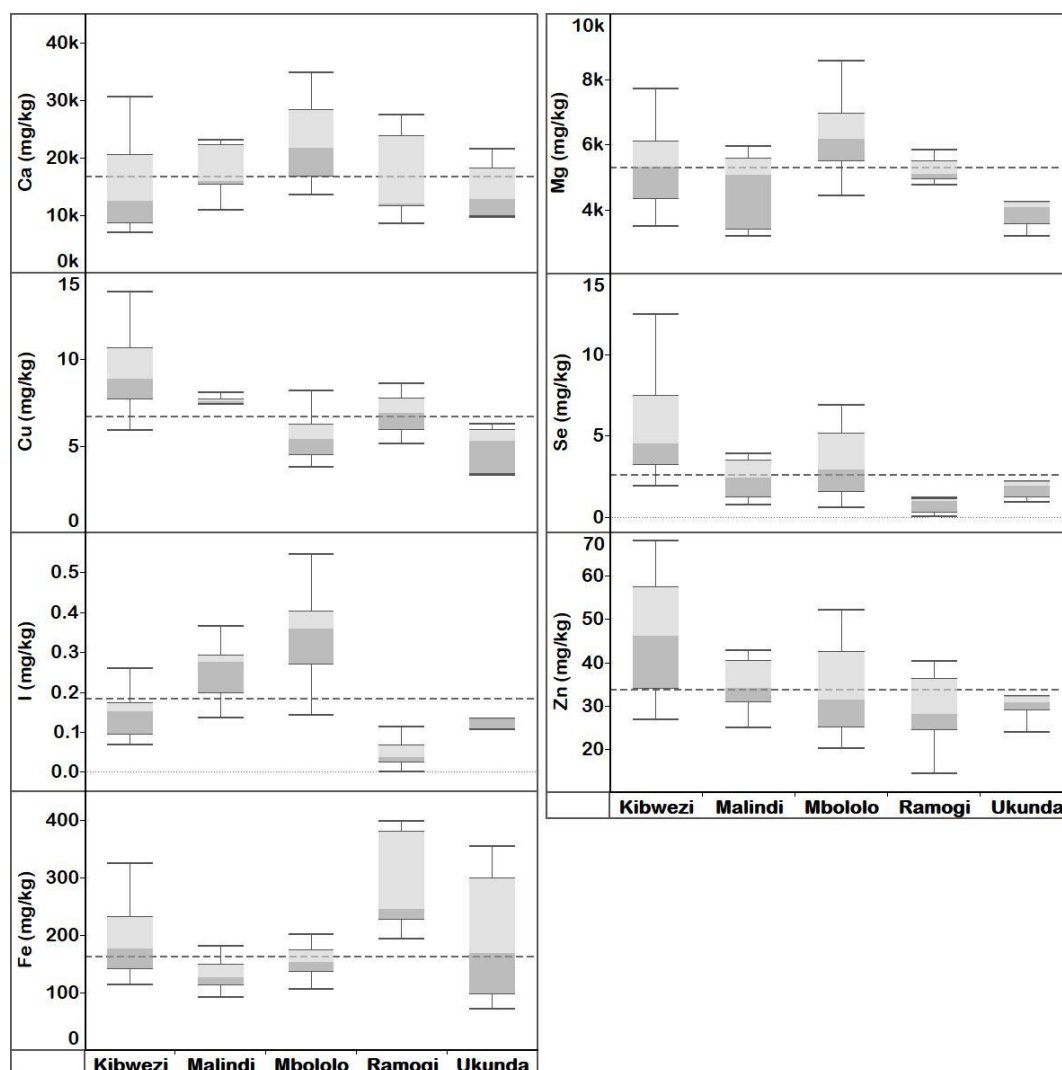 Ca (mg/kg)
40k
30k
20k
10k
0k
Cu (mg/kg)
15
10
5
0
I (mg/kg)
0.5
0.4
0.3
0.2
0.1
0.0
Fe (mg/kg)
400
300
200
100
0
Kibwezi Malindi Mbololo Ramogi Ukunda
Mg (mg/kg)
10k
8k
6k
4k
Se (mg/kg)
15
10
5
0
Zn (mg/kg)
70
60
50
40
30
20
Kibwezi Malindi Mbololo Ramogi Ukunda